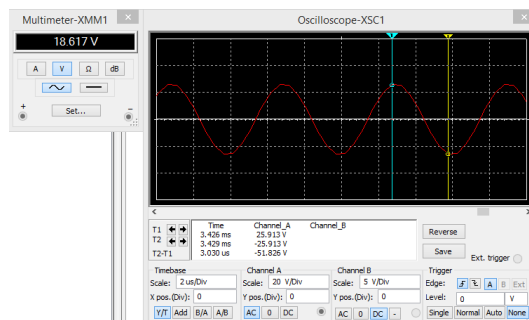 Multimeter-XMM1
18.617 V
A V Ω dB
Set...
+ −
Oscilloscope-XSC1
Time Channel_A Channel_B
T1 3.426 ms 25.913 V
T2 3.429 ms -25.913 V
T2-T1 3.030 us -51.826 V
Reverse
Save
Ext. trigger
Timebase
Scale: 2 us/Div
X pos.(Div): 0
Y/T Add B/A A/B
Channel A
Scale: 20 V/Div
Y pos.(Div): 0
AC 0 DC
Channel B
Scale: 5 V/Div
Y pos.(Div): 0
AC 0 DC -
Trigger
Edge: A B Ext
Level: 0 V
Single Normal Auto None